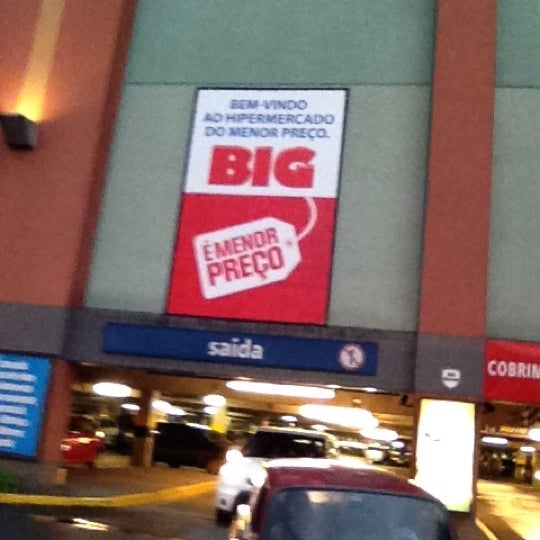 BEM-VINDO
AO HIPERMERCADO
DO MENOR PREÇO.
BIG
É MENOR
PREÇO
saída
COBRIM